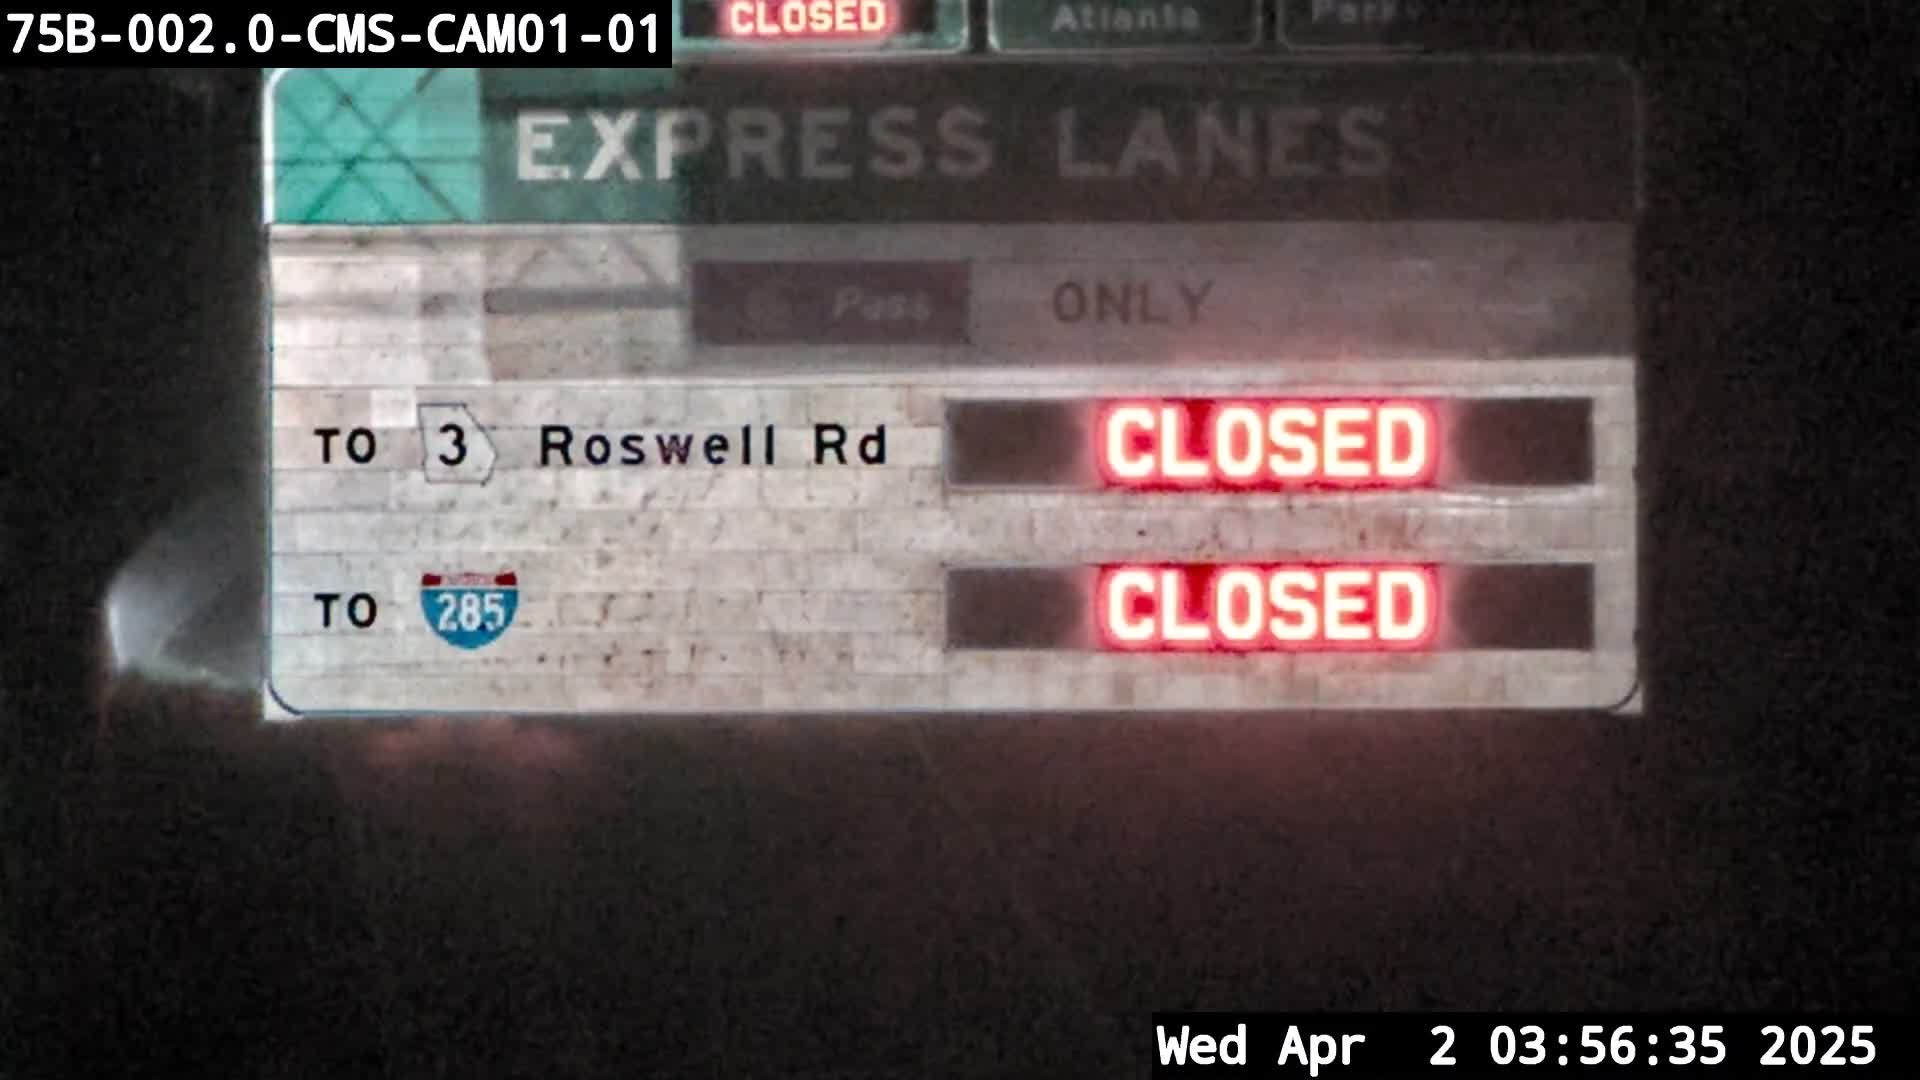 75B-002.0-CMS-CAM01-01
CLOSED
Atlanta
Park
EXPRESS LANES
Pass ONLY
TO 3 Roswell Rd CLOSED
TO 285 CLOSED
Wed Apr 2 03:56:35 2025